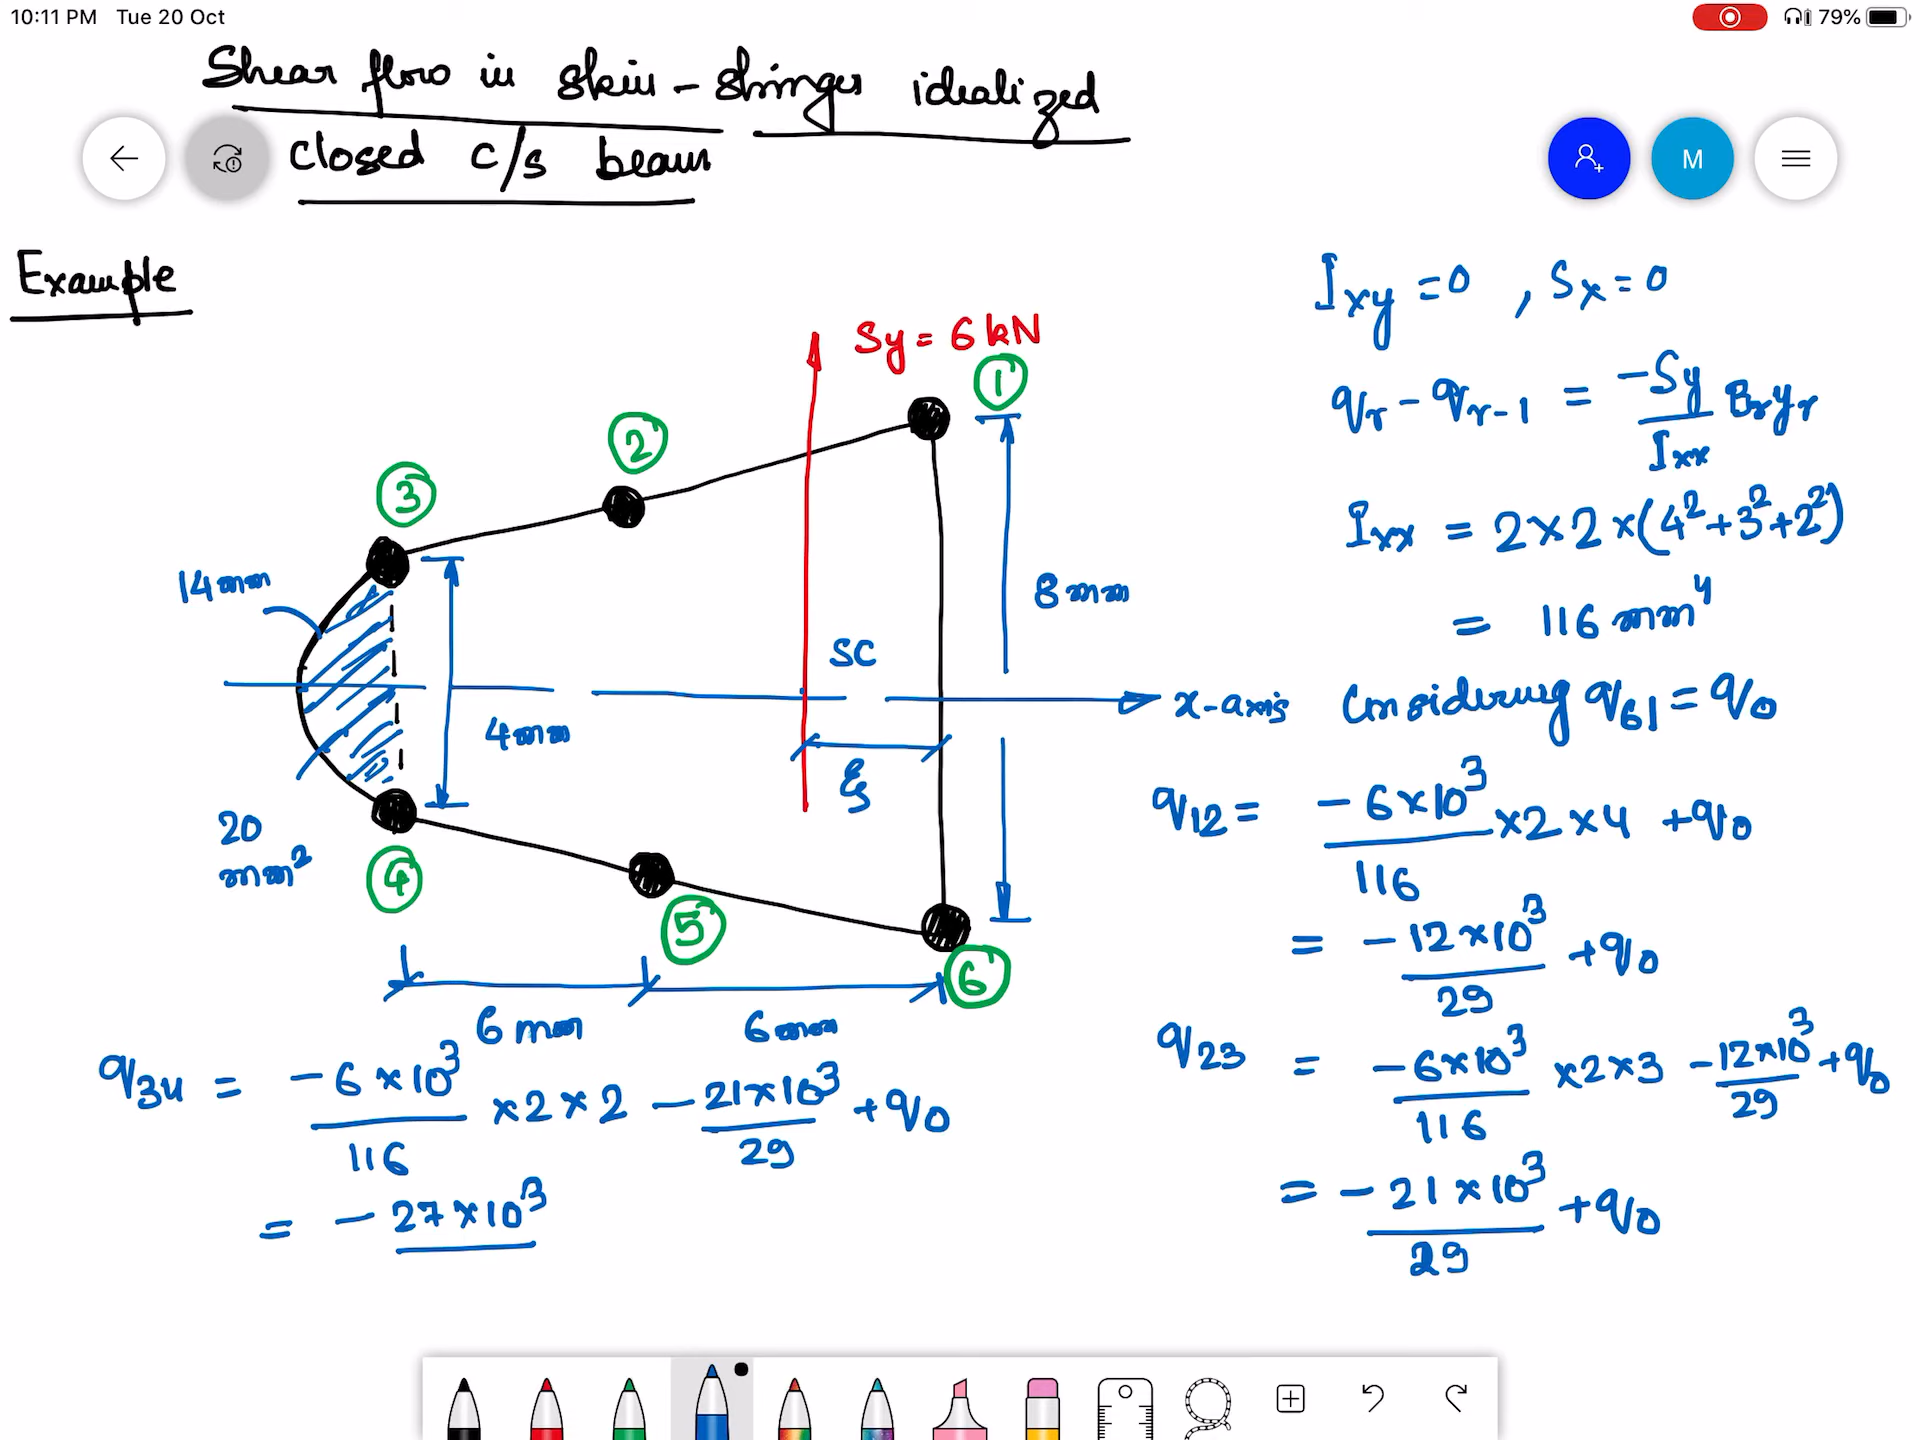 10:11 PM Tue 20 Oct
79%
Shear flow in skin - stringer idealized
closed c/s beam
M
Example
Sy = 6 kN
1
2
3
14mm
8 mm
SC
x-axis
4mm
ξs
20
mm²
4
5
6
6 mm
6 mm
q34 = -6×10³/116 ×2×2 - 21×10³/29 + q0
= - 27×10³
Ixy = 0 , Sx = 0
qr - qr-1 = -Sy/Ixx Br yr
Ixx = 2×2×(4²+3²+2²)
= 116 mm⁴
Considering q61 = q0
q12 = -6×10³/116 ×2×4 + q0
= -12×10³/29 + q0
q23 = -6×10³/116 ×2×3 - 12×10³/29 + q0
= -21×10³/29 + q0